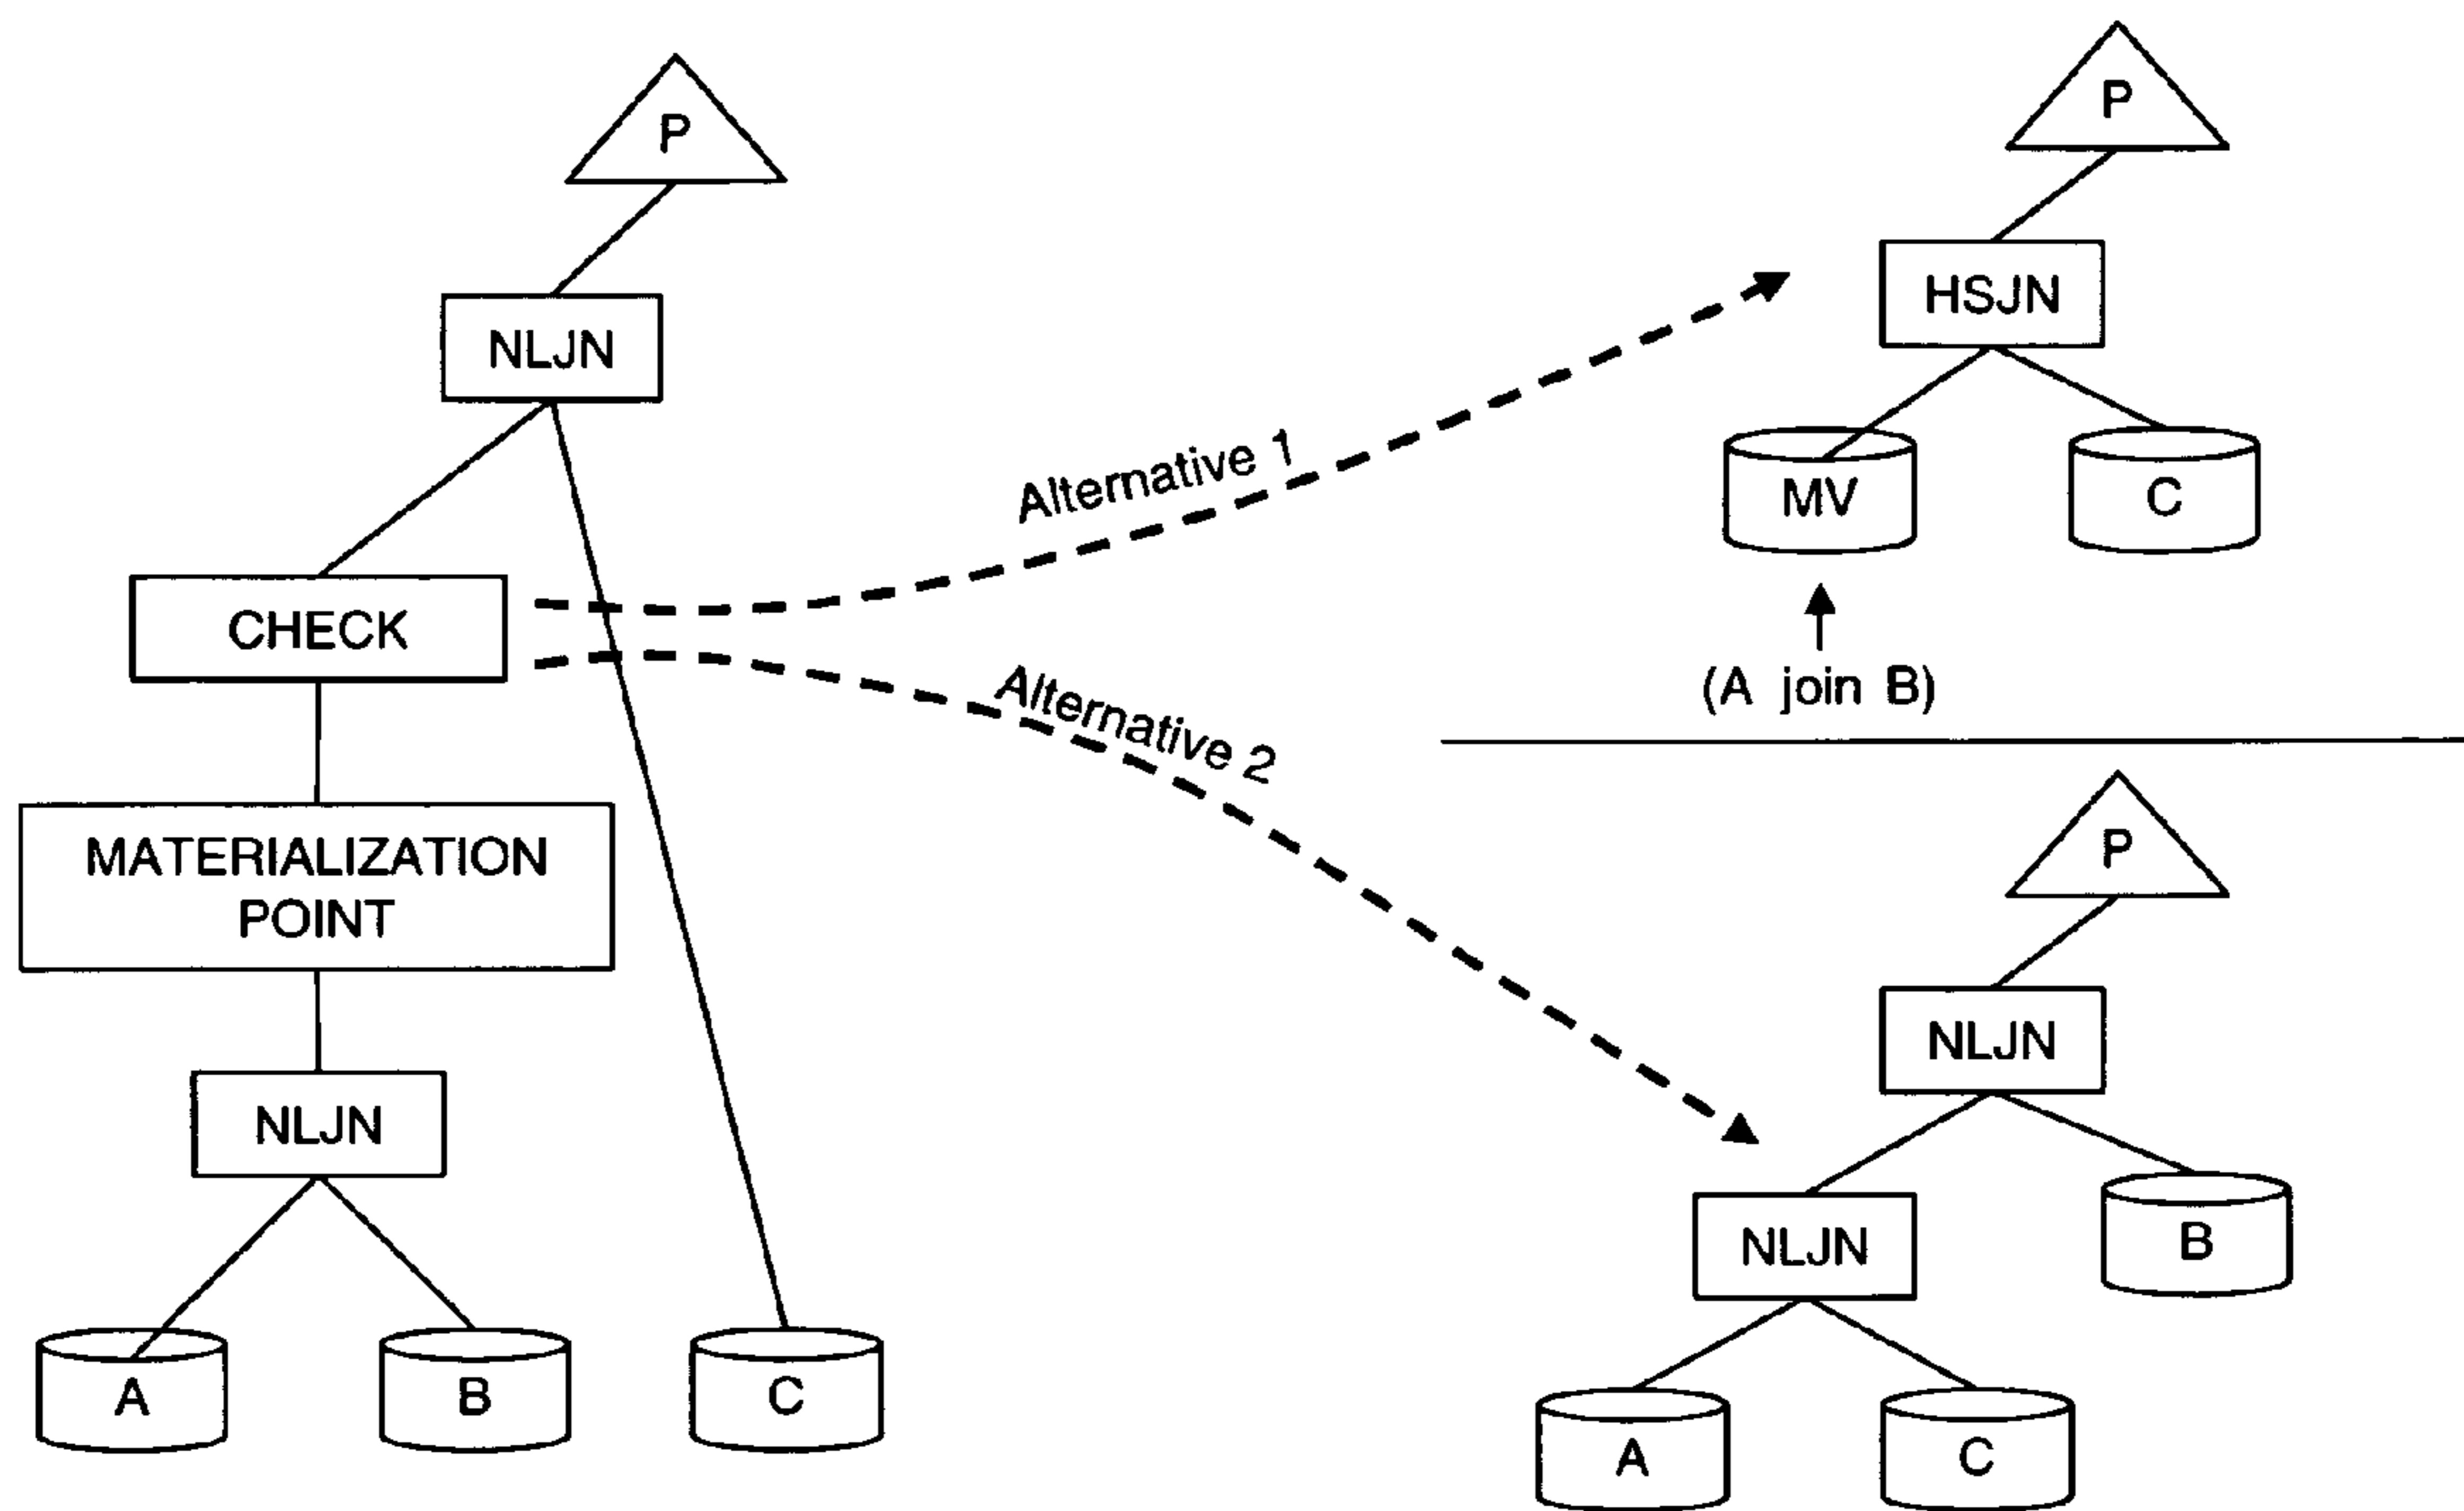 P
NLJN
CHECK
MATERIALIZATION
POINT
NLJN
A
B
C
Alternative 1
Alternative 2
P
HSJN
MV
C
(A join B)
P
NLJN
NLJN
B
A
C